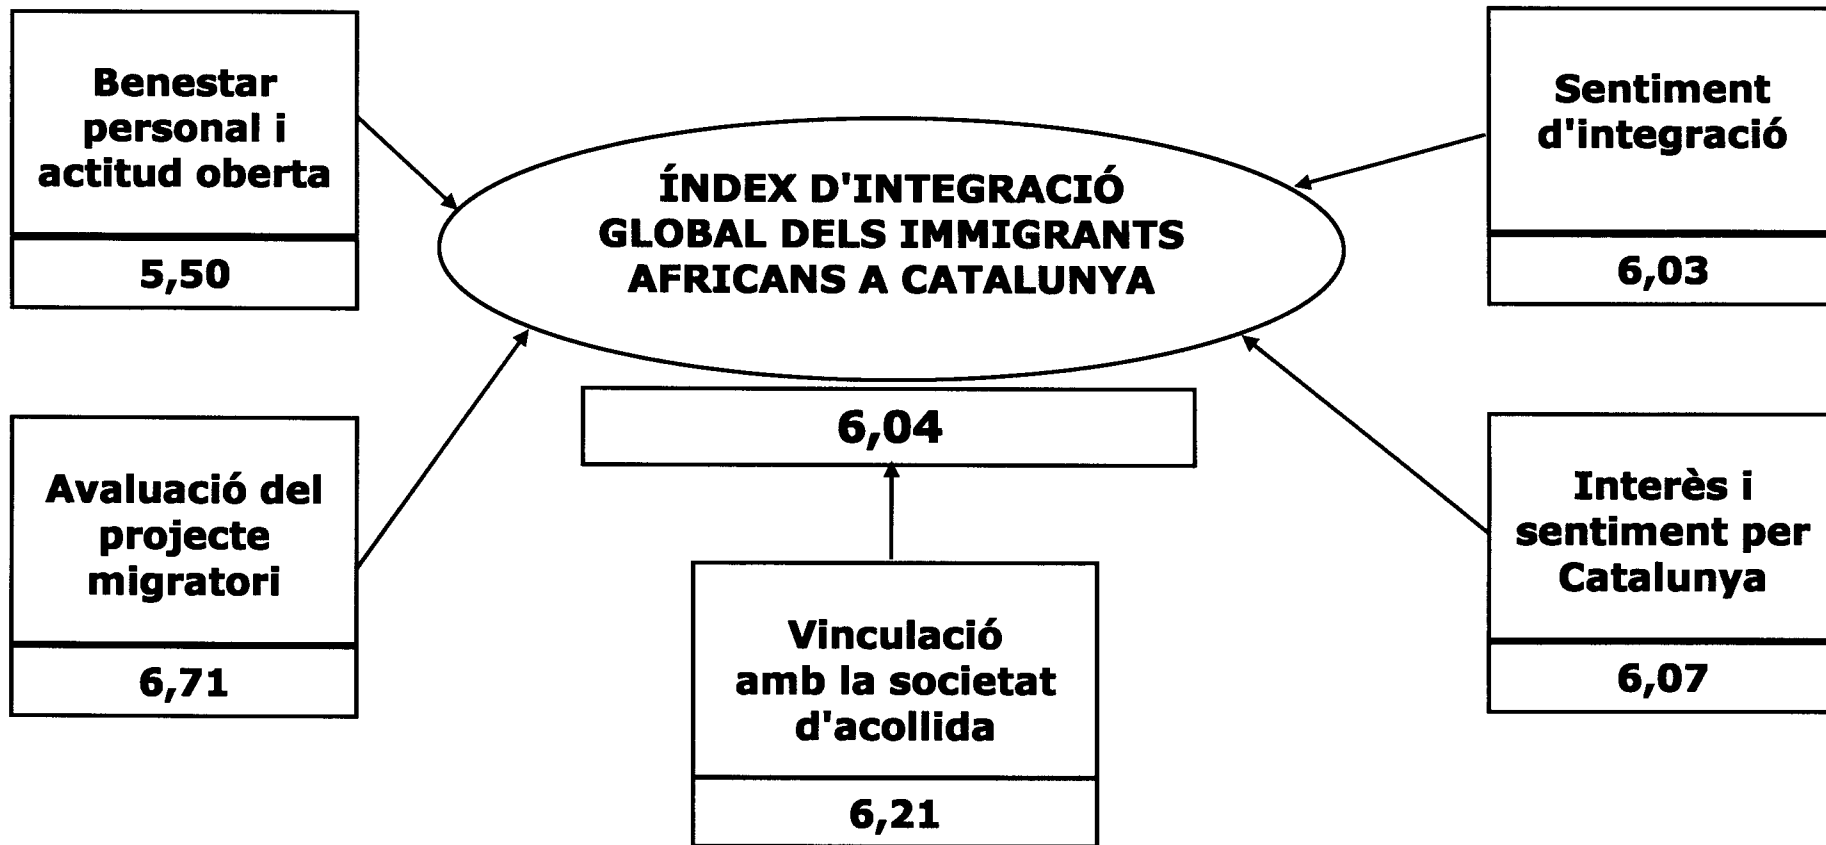 Benestar
personal i
actitud oberta
5,50
ÍNDEX D'INTEGRACIÓ
GLOBAL DELS IMMIGRANTS
AFRICANS A CATALUNYA
6,04
Sentiment
d'integració
6,03
Avaluació del
projecte
migratori
6,71
Vinculació
amb la societat
d'acollida
6,21
Interès i
sentiment per
Catalunya
6,07